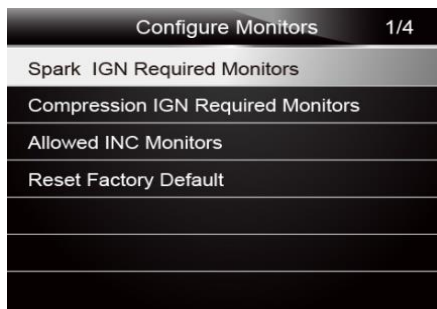 Configure Monitors 1/4
Spark IGN Required Monitors
Compression IGN Required Monitors
Allowed INC Monitors
Reset Factory Default